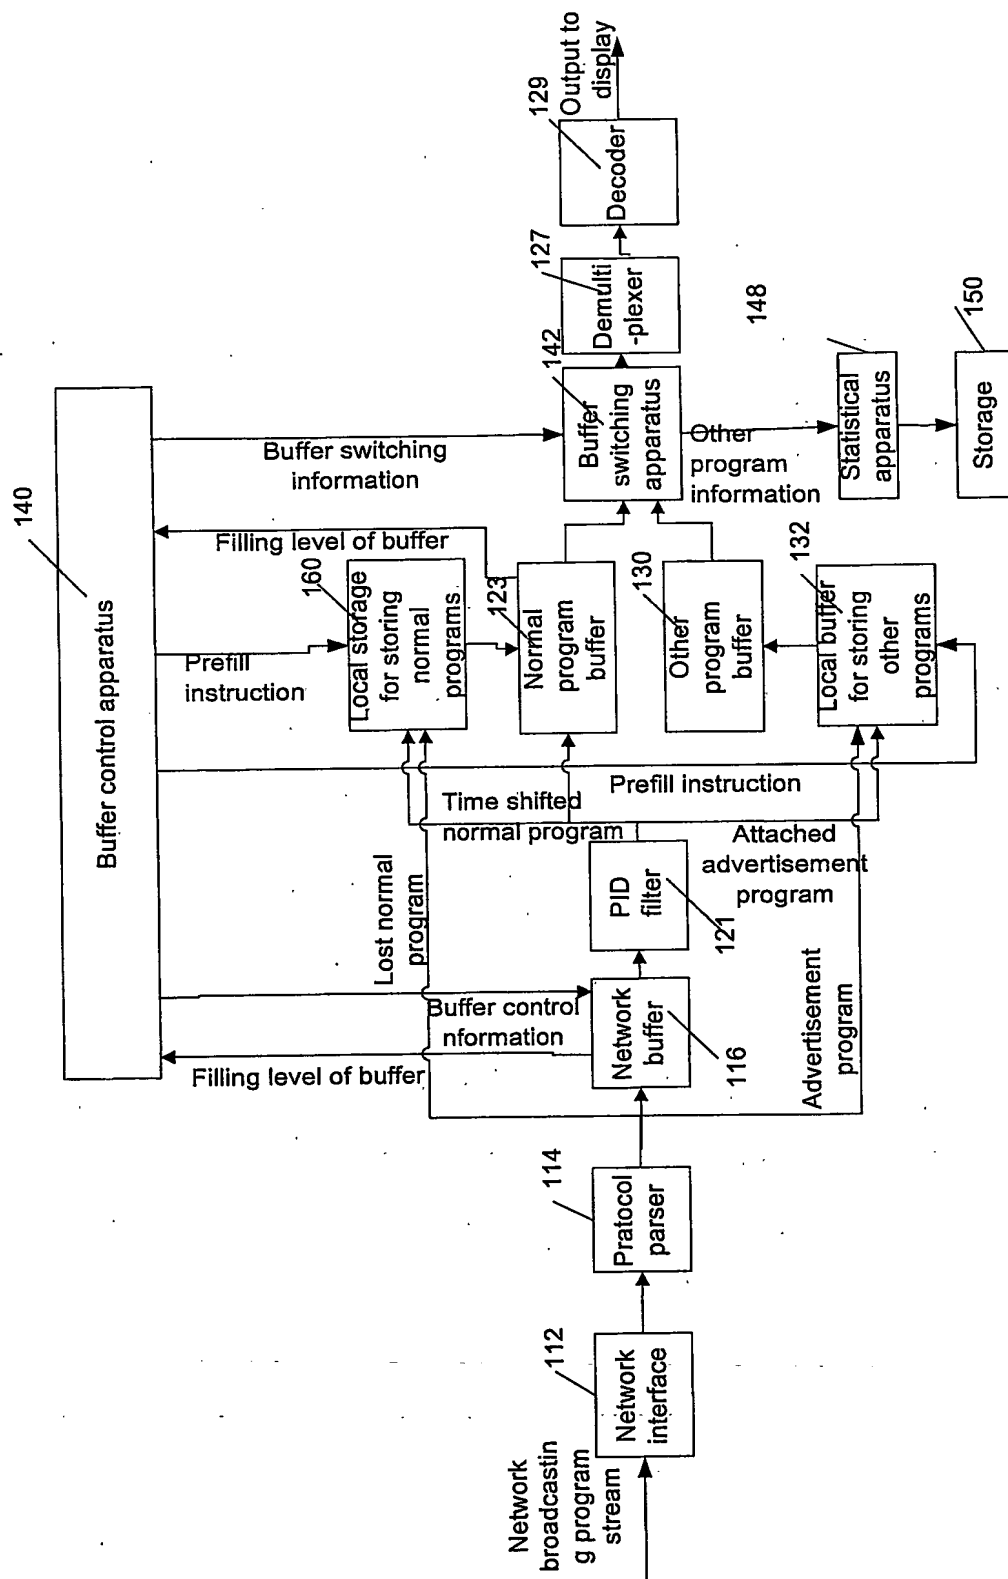 140
Buffer control apparatus
Filling level of buffer
Buffer control
nformation
Lost normal
program
Prefill
instruction
Filling level of buffer
Buffer switching
information
Prefill instruction
Time shifted
normal program
Attached
advertisement
program
Advertisement
program
Network
broadcastin
g program
stream
112
Network
interface
114
Pratocol
parser
116
Network
buffer
121
PID
filter
160
Local storage
for storing
normal
programs
123
Normal
program
buffer
130
Other
program
buffer
132
Local buffer
for storing
other
programs
142
Buffer
switching
apparatus
Other
program
information
127
Demulti
-plexer
129
Decoder
Output to
display
148
Statistical
apparatus
150
Storage